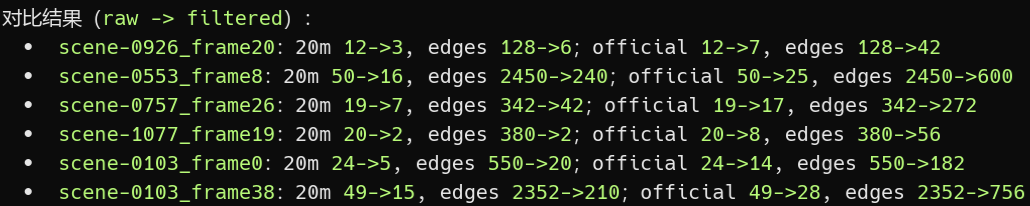 对比结果 (raw -> filtered) :
• scene-0926_frame20: 20m 12->3, edges 128->6; official 12->7, edges 128->42
• scene-0553_frame8: 20m 50->16, edges 2450->240; official 50->25, edges 2450->600
• scene-0757_frame26: 20m 19->7, edges 342->42; official 19->17, edges 342->272
• scene-1077_frame19: 20m 20->2, edges 380->2; official 20->8, edges 380->56
• scene-0103_frame0: 20m 24->5, edges 550->20; official 24->14, edges 550->182
• scene-0103_frame38: 20m 49->15, edges 2352->210; official 49->28, edges 2352->756